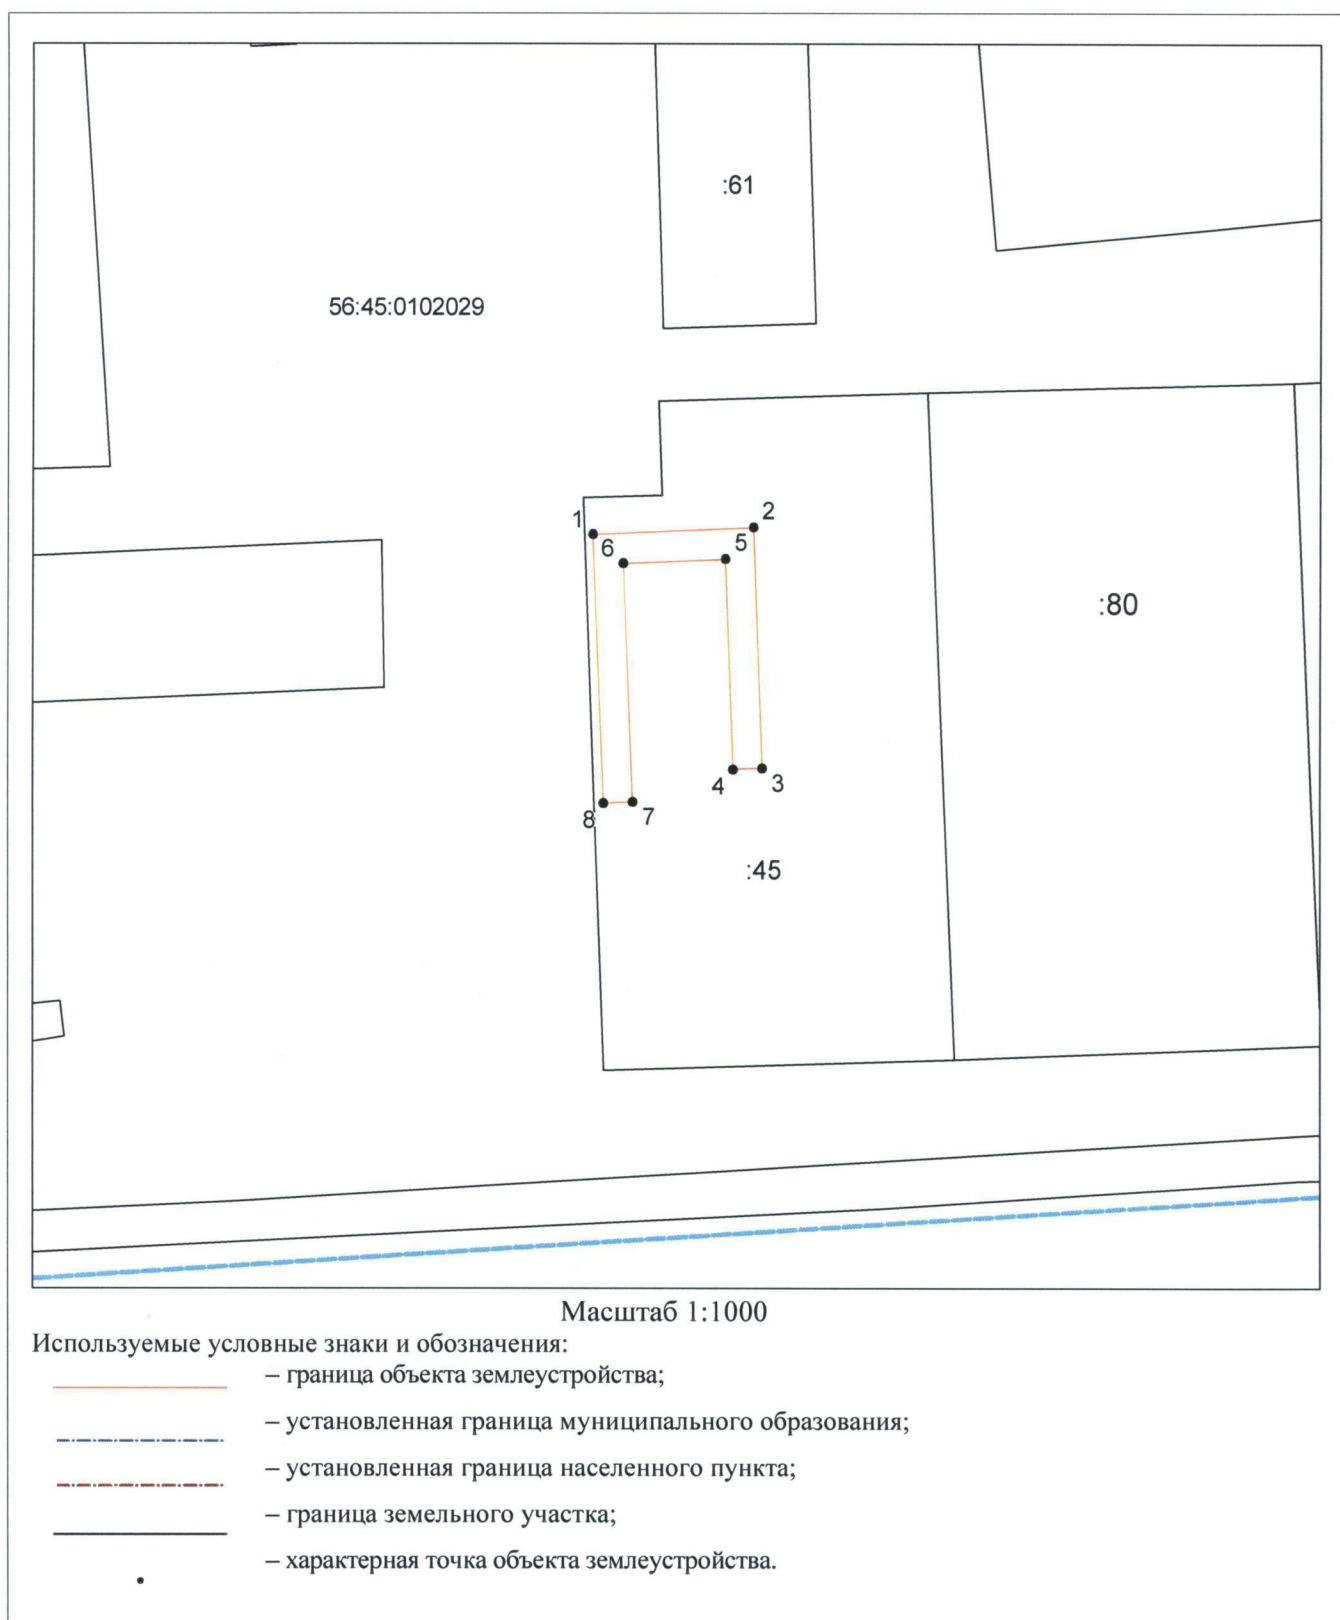 :61
56:45:0102029
1
2
6
5
:80
4
3
8
7
:45
Масштаб 1:1000
Используемые условные знаки и обозначения:
– граница объекта землеустройства;
– установленная граница муниципального образования;
– установленная граница населенного пункта;
– граница земельного участка;
– характерная точка объекта землеустройства.